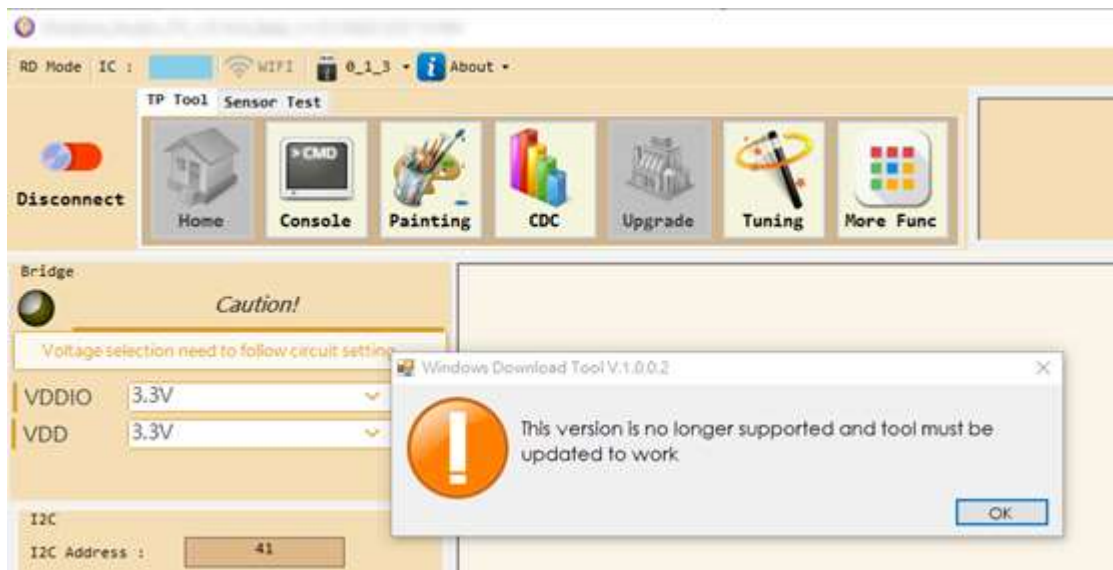 RD Mode IC : WIFI 0_1_3 About
TP Tool Sensor Test
Disconnect
> CMD
Home Console Painting CDC Upgrade Tuning More Func
Bridge
Caution!
Voltage selection need to follow circuit setting
VDDIO 3.3V
VDD 3.3V
Windows Download Tool V.1.0.0.2
This version is no longer supported and tool must be
updated to work
OK
I2C
I2C Address : 41